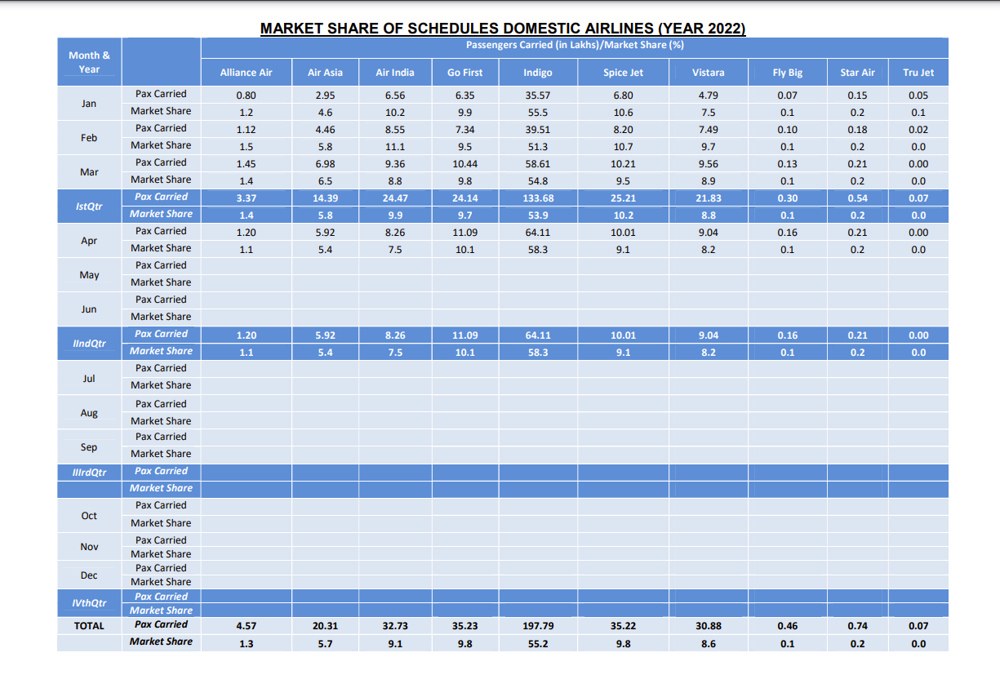 MARKET SHARE OF SCHEDULES DOMESTIC AIRLINES (YEAR 2022)
Month & Year Passengers Carried (in Lakhs)/Market Share (%)
Alliance Air Air Asia Air India Go First Indigo Spice Jet Vistara Fly Big Star Air Tru Jet
Jan Pax Carried 0.80 2.95 6.56 6.35 35.57 6.80 4.79 0.07 0.15 0.05
Market Share 1.2 4.6 10.2 9.9 55.5 10.6 7.5 0.1 0.2 0.1
Feb Pax Carried 1.12 4.46 8.55 7.34 39.51 8.20 7.49 0.10 0.18 0.02
Market Share 1.5 5.8 11.1 9.5 51.3 10.7 9.7 0.1 0.2 0.0
Mar Pax Carried 1.45 6.98 9.36 10.44 58.61 10.21 9.56 0.13 0.21 0.00
Market Share 1.4 6.5 8.8 9.8 54.8 9.5 8.9 0.1 0.2 0.0
IstQtr Pax Carried 3.37 14.39 24.47 24.14 133.68 25.21 21.83 0.30 0.54 0.07
Market Share 1.4 5.8 9.9 9.7 53.9 10.2 8.8 0.1 0.2 0.0
Apr Pax Carried 1.20 5.92 8.26 11.09 64.11 10.01 9.04 0.16 0.21 0.00
Market Share 1.1 5.4 7.5 10.1 58.3 9.1 8.2 0.1 0.2 0.0
May Pax Carried
Market Share
Jun Pax Carried
Market Share
IIndQtr Pax Carried 1.20 5.92 8.26 11.09 64.11 10.01 9.04 0.16 0.21 0.00
Market Share 1.1 5.4 7.5 10.1 58.3 9.1 8.2 0.1 0.2 0.0
Jul Pax Carried
Market Share
Aug Pax Carried
Market Share
Sep Pax Carried
Market Share
IIIrdQtr Pax Carried
Market Share
Oct Pax Carried
Market Share
Nov Pax Carried
Market Share
Dec Pax Carried
Market Share
IVthQtr Pax Carried
Market Share
TOTAL Pax Carried 4.57 20.31 32.73 35.23 197.79 35.22 30.88 0.46 0.74 0.07
Market Share 1.3 5.7 9.1 9.8 55.2 9.8 8.6 0.1 0.2 0.0